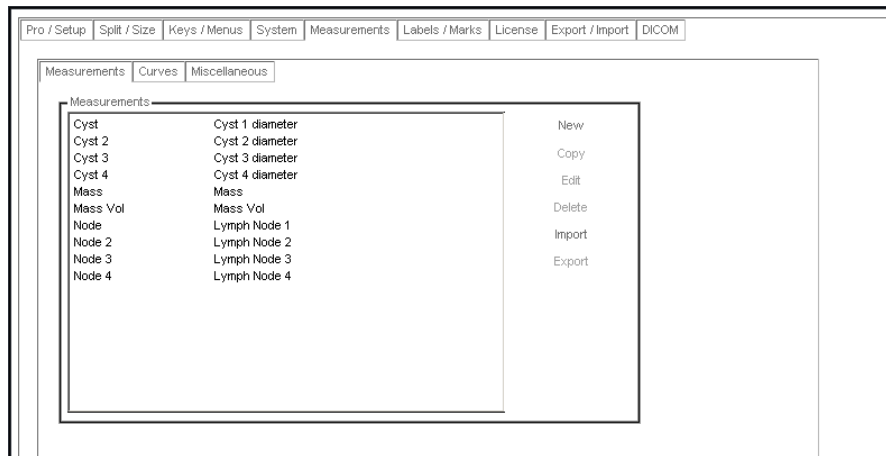 Pro / Setup Split / Size Keys / Menus System Measurements Labels / Marks License Export / Import DICOM
Measurements Curves Miscellaneous
Measurements
Cyst Cyst 1 diameter New
Cyst 2 Cyst 2 diameter
Cyst 3 Cyst 3 diameter Copy
Cyst 4 Cyst 4 diameter Edit
Mass Mass
Mass Vol Mass Vol Delete
Node Lymph Node 1
Node 2 Lymph Node 2 Import
Node 3 Lymph Node 3 Export
Node 4 Lymph Node 4